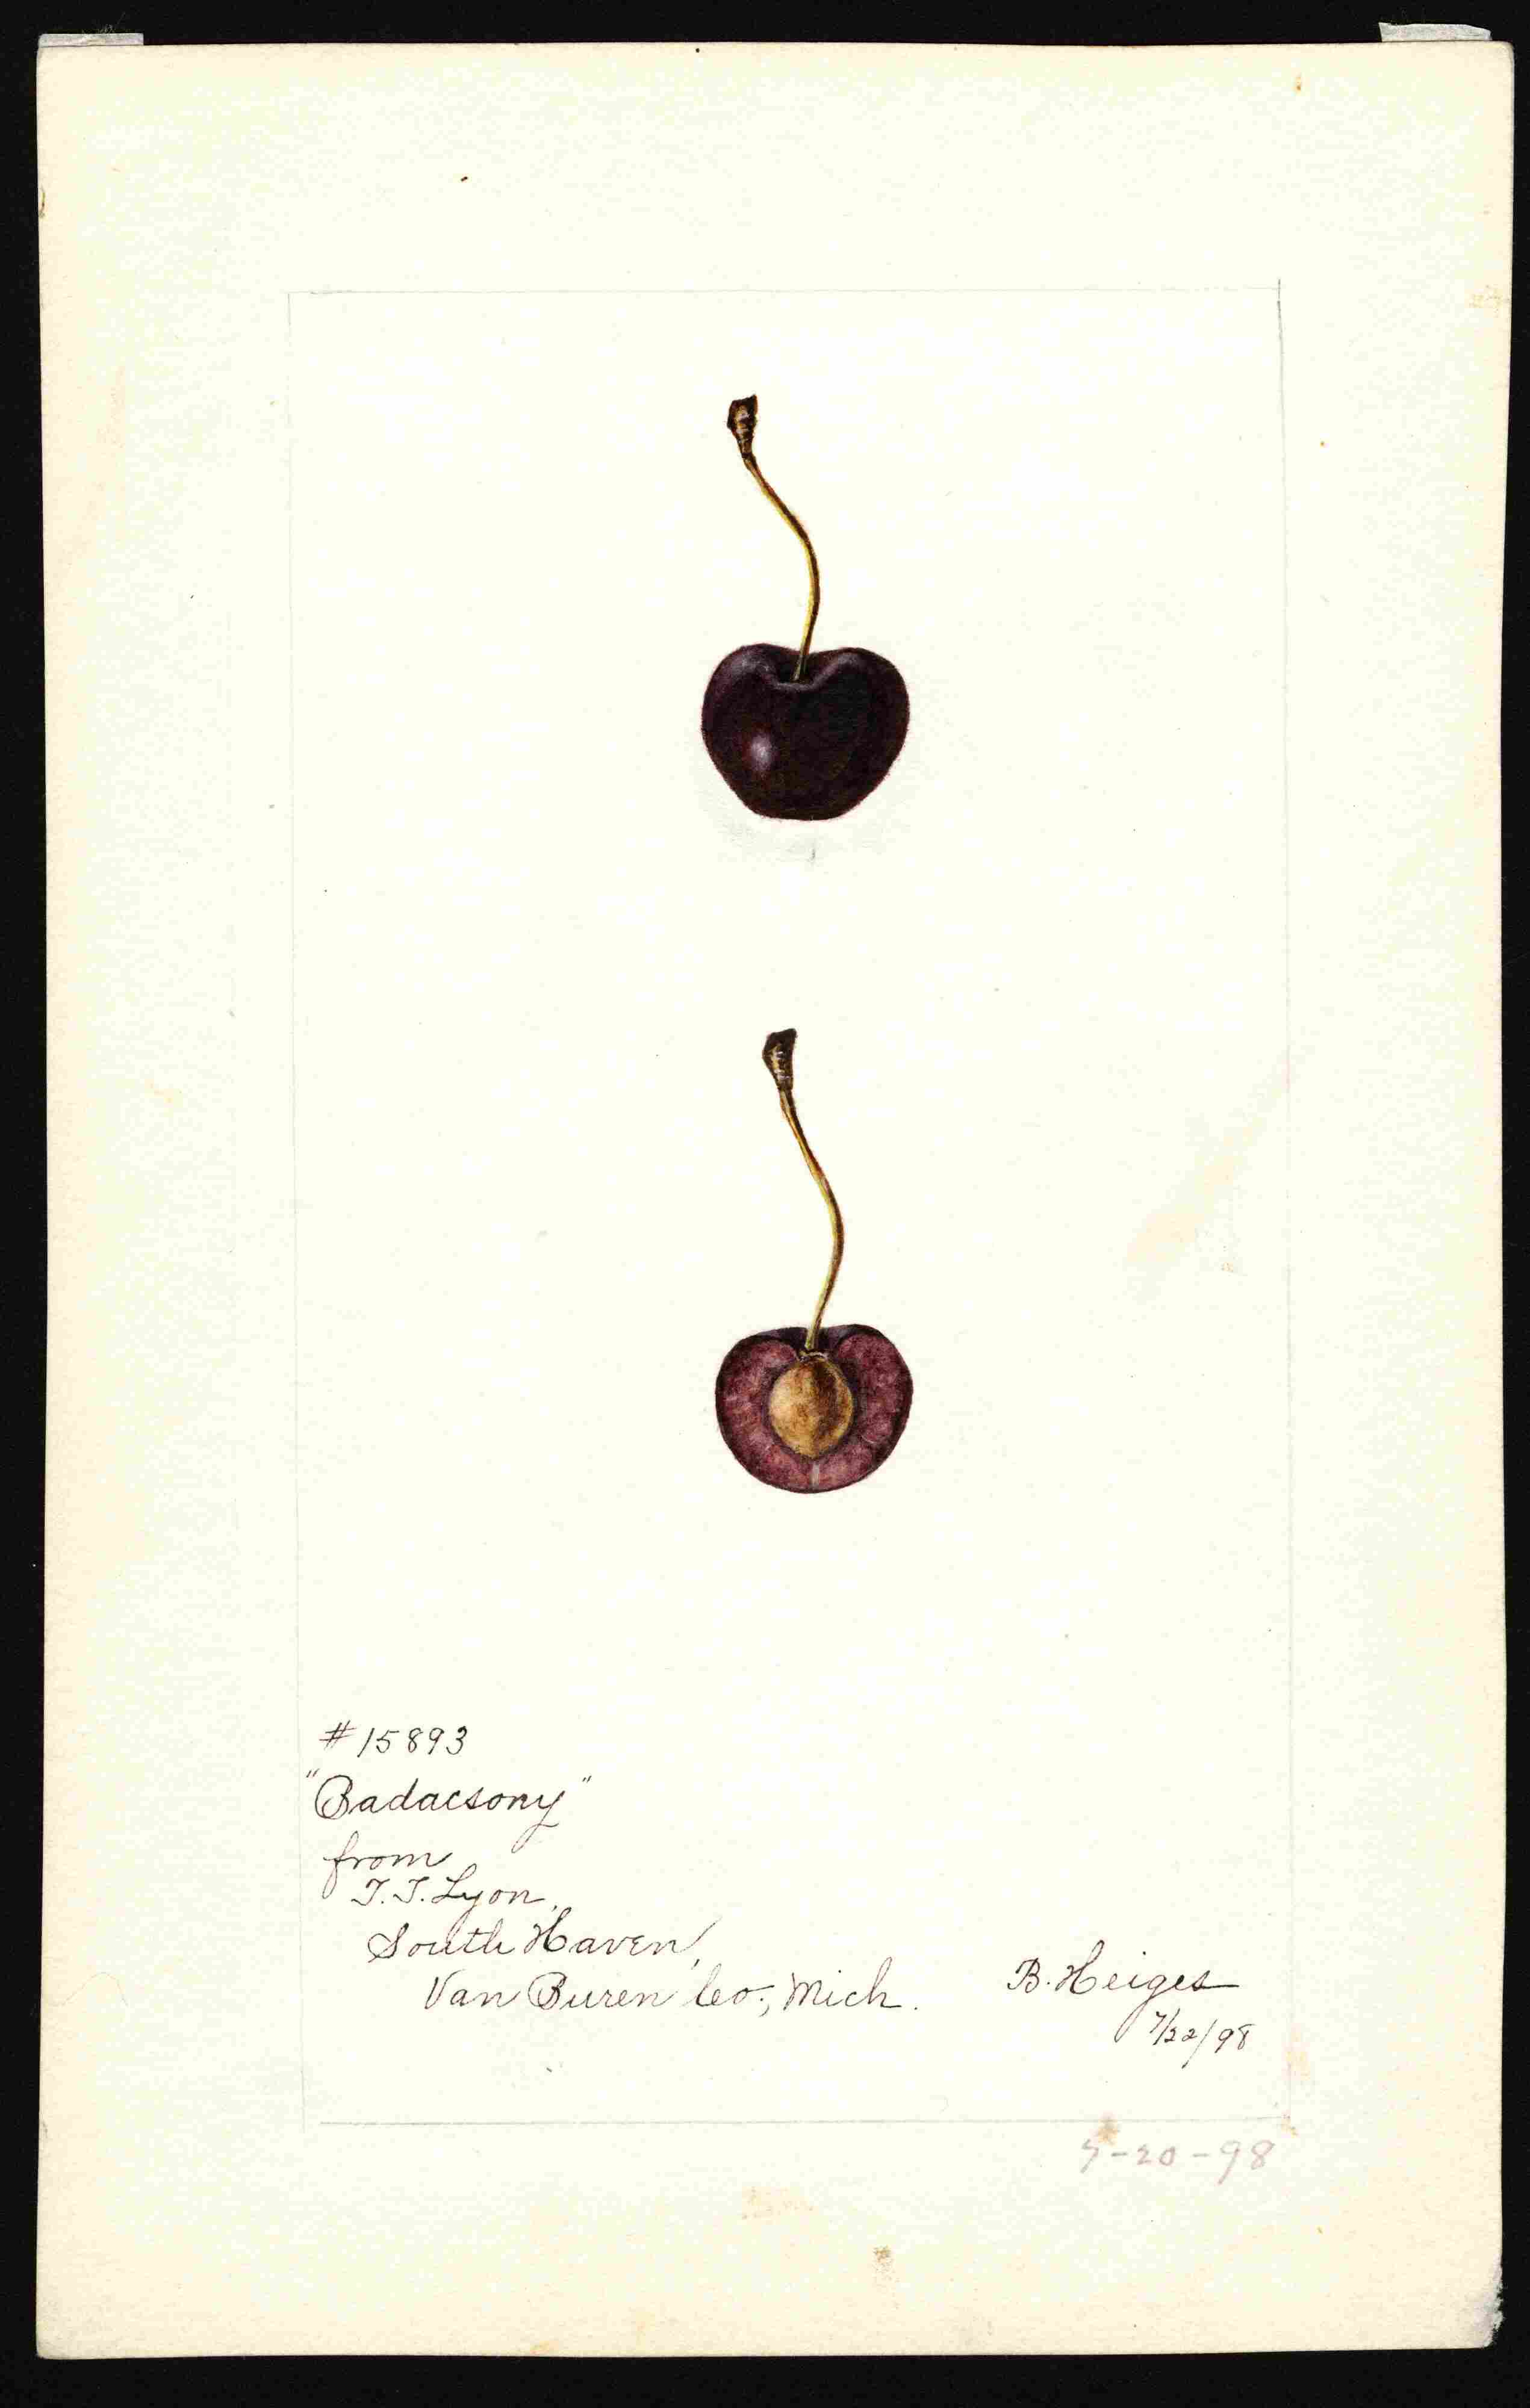 #15893
"Badacsony"
from
T.T. Lyon,
South Haven,
Van Buren Co., Mich.
B. Heiges
7/22/98
7-20-98